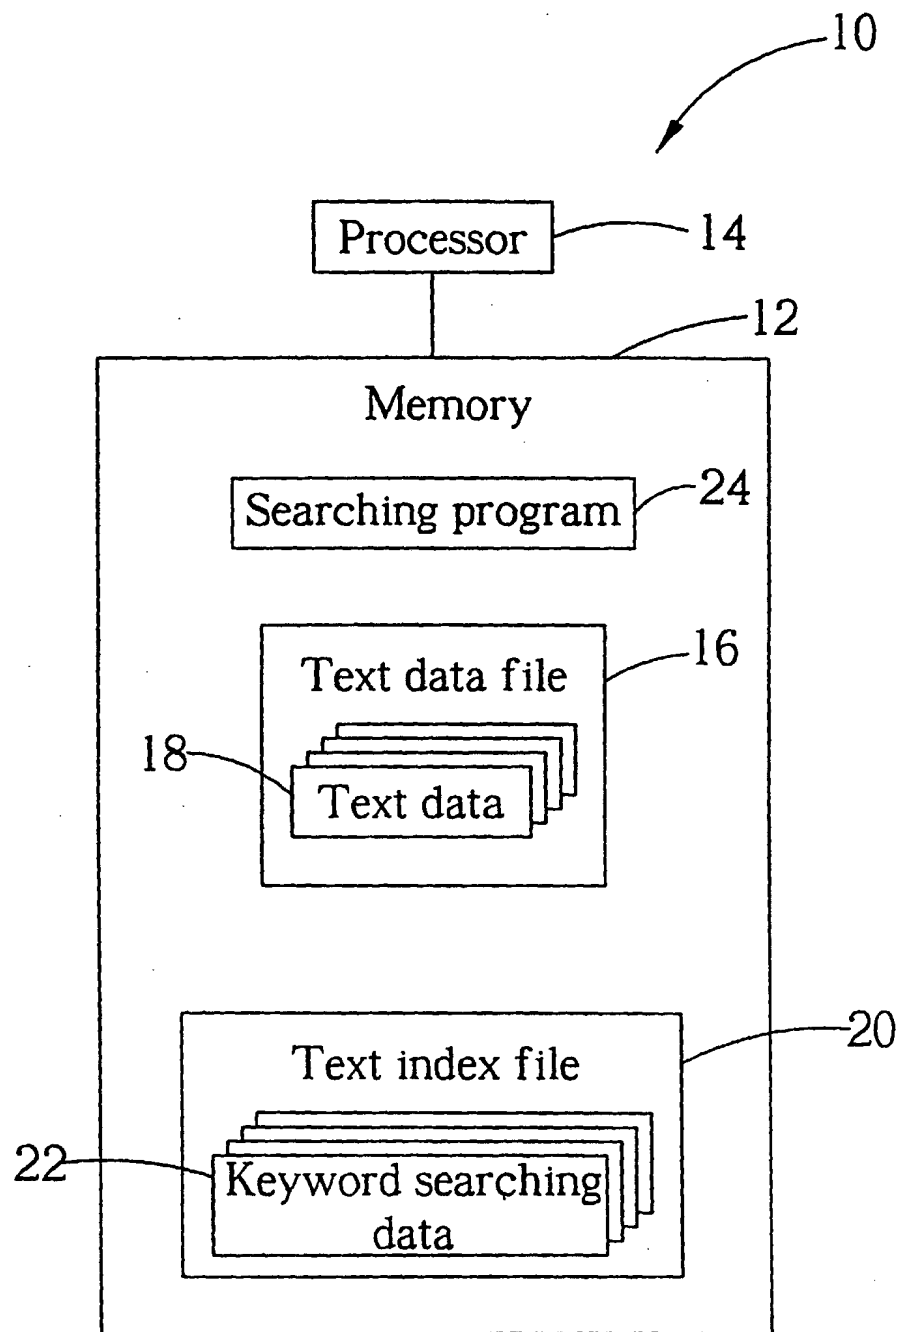 10
Processor
14
12
Memory
Searching program
24
Text data file
16
18
Text data
20
Text index file
22
Keyword searching
data